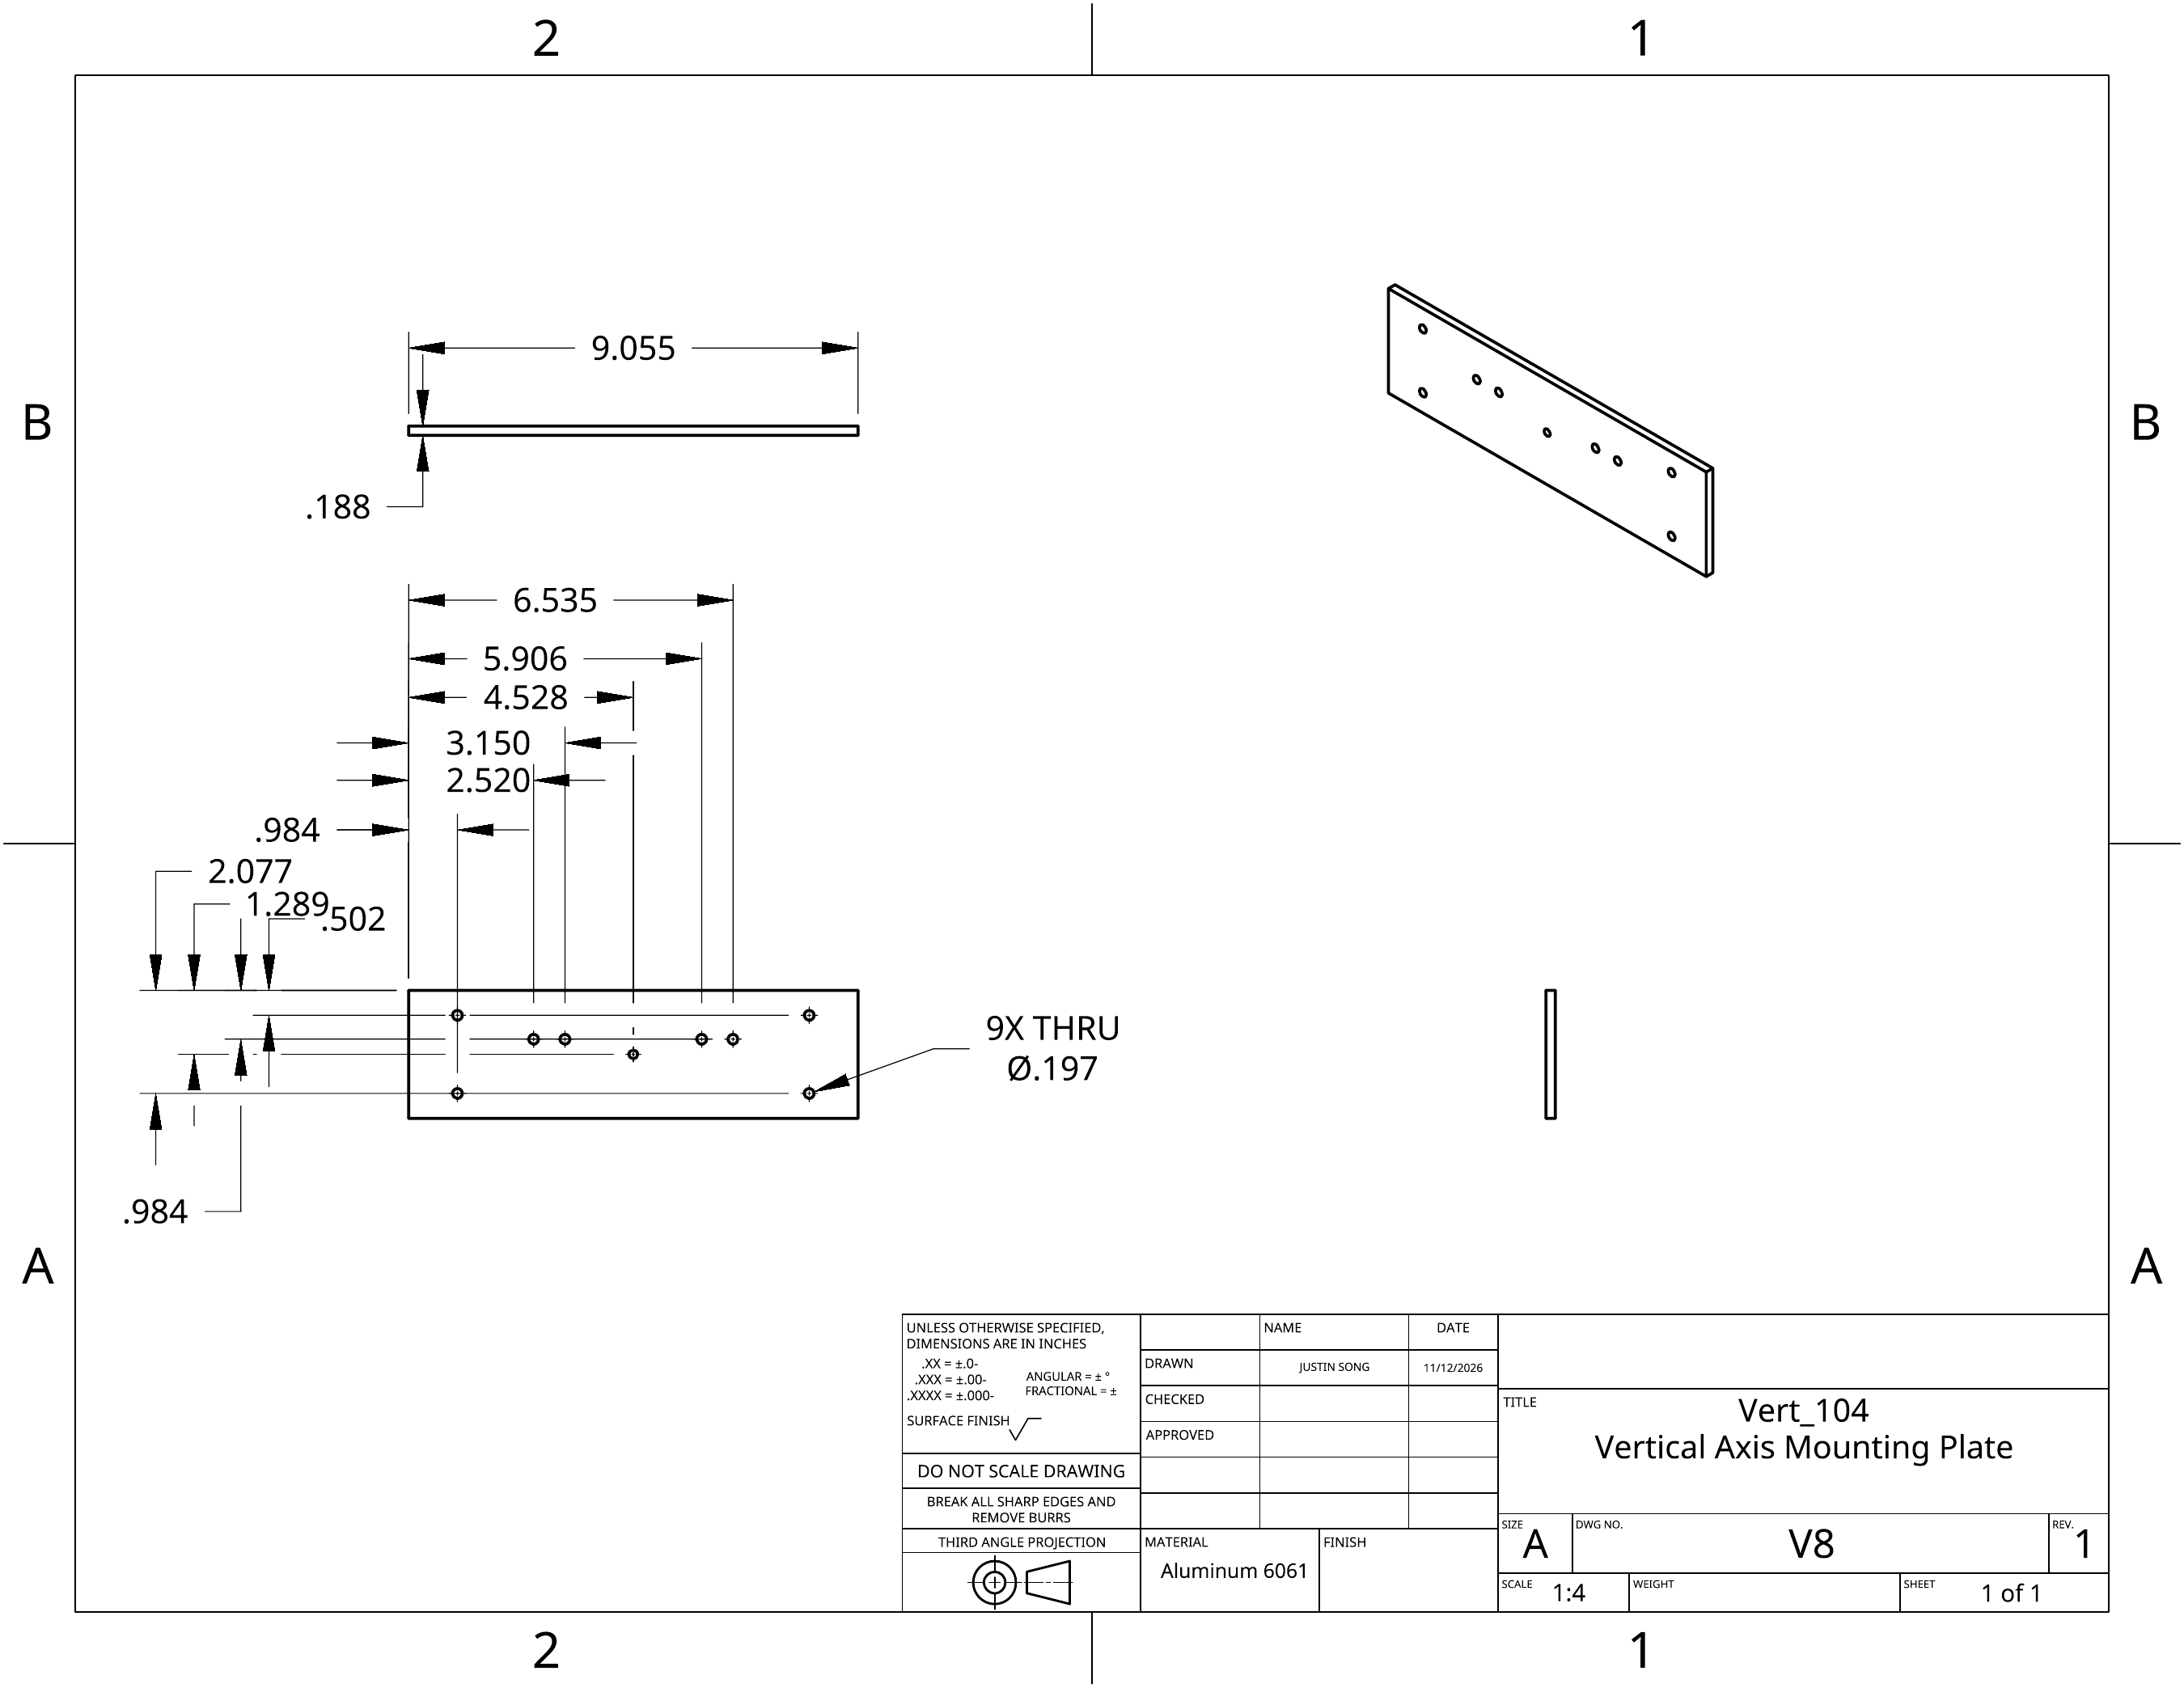 2
1
B
B
A
A
2
1
9.055
.188
6.535
5.906
4.528
3.150
2.520
.984
2.077
1.289
.502
.984
9X THRU
Ø.197
UNLESS OTHERWISE SPECIFIED,
DIMENSIONS ARE IN INCHES
.XX = ±.0-
.XXX = ±.00-
.XXXX = ±.000-
ANGULAR = ± °
FRACTIONAL = ±
SURFACE FINISH
DO NOT SCALE DRAWING
BREAK ALL SHARP EDGES AND
REMOVE BURRS
THIRD ANGLE PROJECTION
NAME
DATE
DRAWN
JUSTIN SONG
11/12/2026
CHECKED
APPROVED
MATERIAL
Aluminum 6061
FINISH
TITLE
Vert_104
Vertical Axis Mounting Plate
SIZE
A
DWG NO.
V8
REV.
1
SCALE
1:4
WEIGHT
SHEET
1 of 1